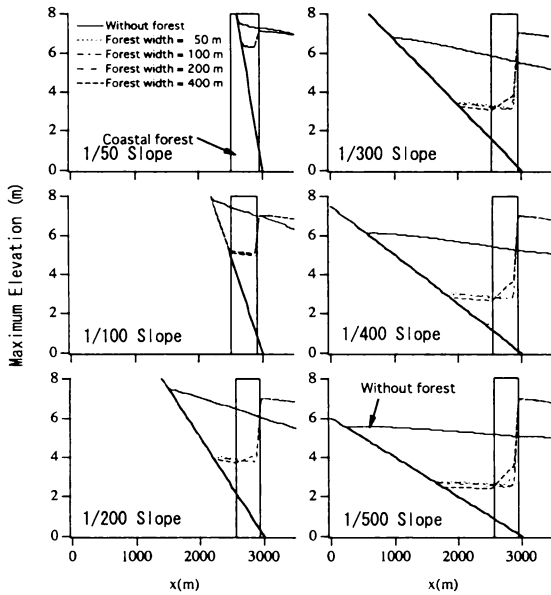 Without forest
Forest width = 50 m
Forest width = 100 m
Forest width = 200 m
Forest width = 400 m
Coastal forest
1/50 Slope
8
6
4
2
0
1/300 Slope
8
6
4
2
0
1/100 Slope
8
6
4
2
0
1/400 Slope
8
6
4
2
0
Maximum Elevation (m)
1/200 Slope
8
6
4
2
0
0 1000 2000 3000
x(m)
Without forest
1/500 Slope
8
6
4
2
0
0 1000 2000 3000
x(m)